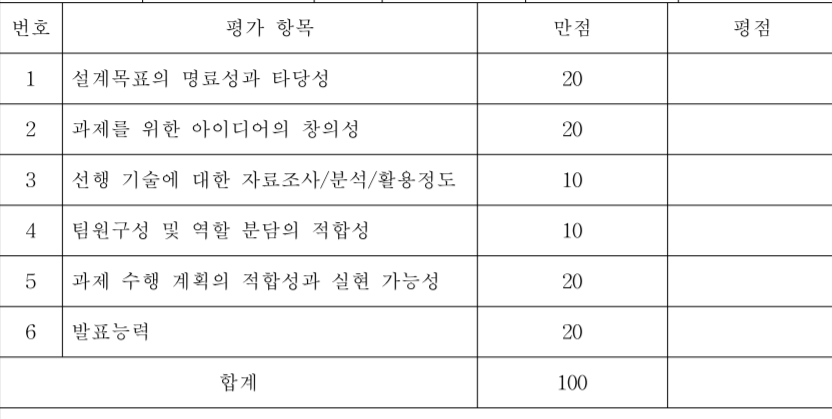 번호 평가 항목 만점 평점
1 설계목표의 명료성과 타당성 20
2 과제를 위한 아이디어의 창의성 20
3 선행 기술에 대한 자료조사/분석/활용정도 10
4 팀원구성 및 역할 분담의 적합성 10
5 과제 수행 계획의 적합성과 실현 가능성 20
6 발표능력 20
합계 100